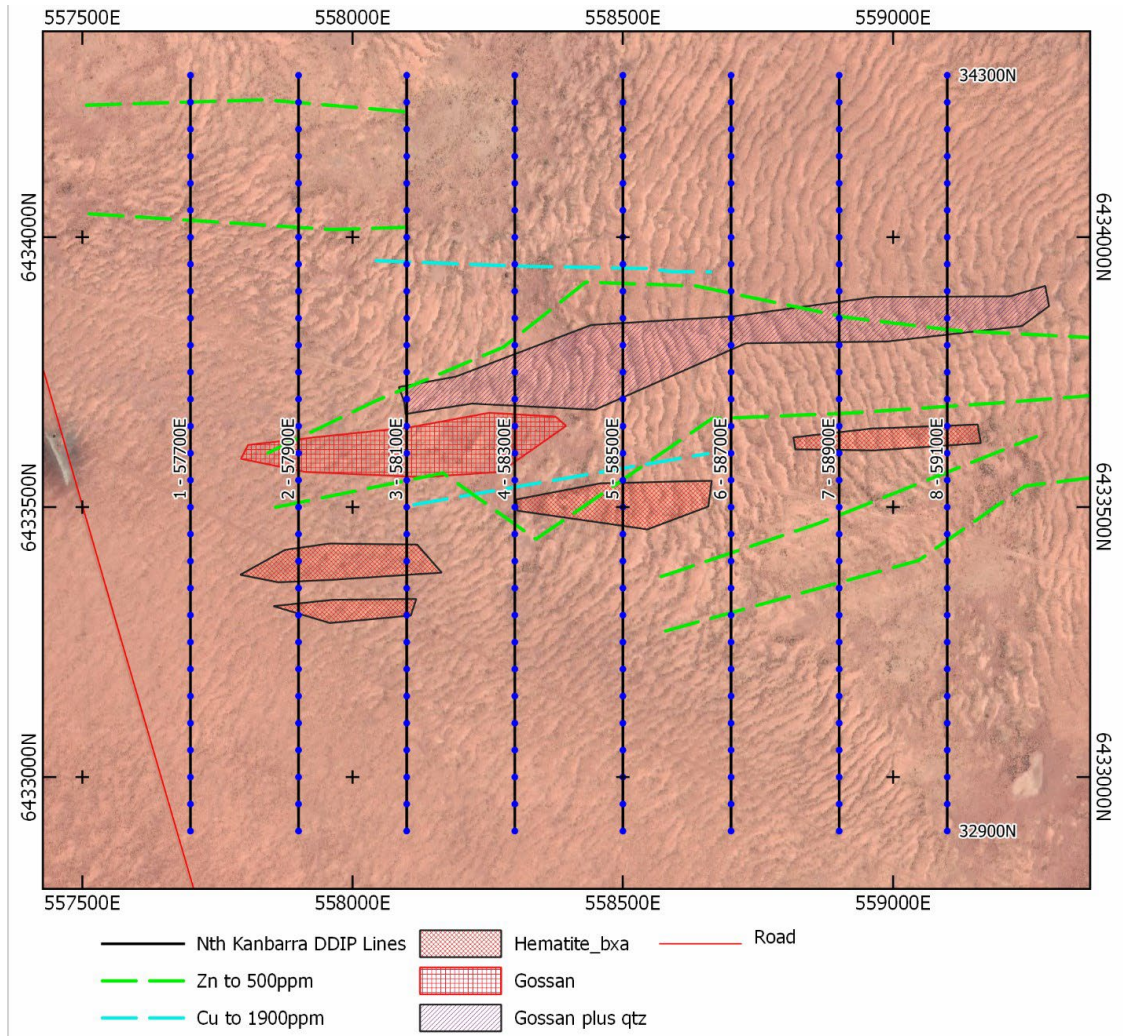 557500E 558000E 558500E 559000E
34300N
6434000N 6434000N
1 - 57700E
2 - 57900E
3 - 58100E
4 - 58300E
5 - 58500E
6 - 58700E
7 - 58900E
8 - 59100E
6433500N 6433500N
6433000N 6433000N
32900N
557500E 558000E 558500E 559000E
Nth Kanbarra DDIP Lines Hematite_bxa Road
Zn to 500ppm Gossan
Cu to 1900ppm Gossan plus qtz